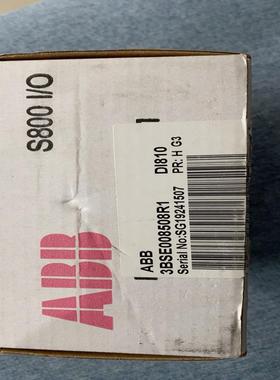 S800 I/O
ABB
ABB DI810
3BSE008508R1
Serial No:SG19241507 PR: H G3